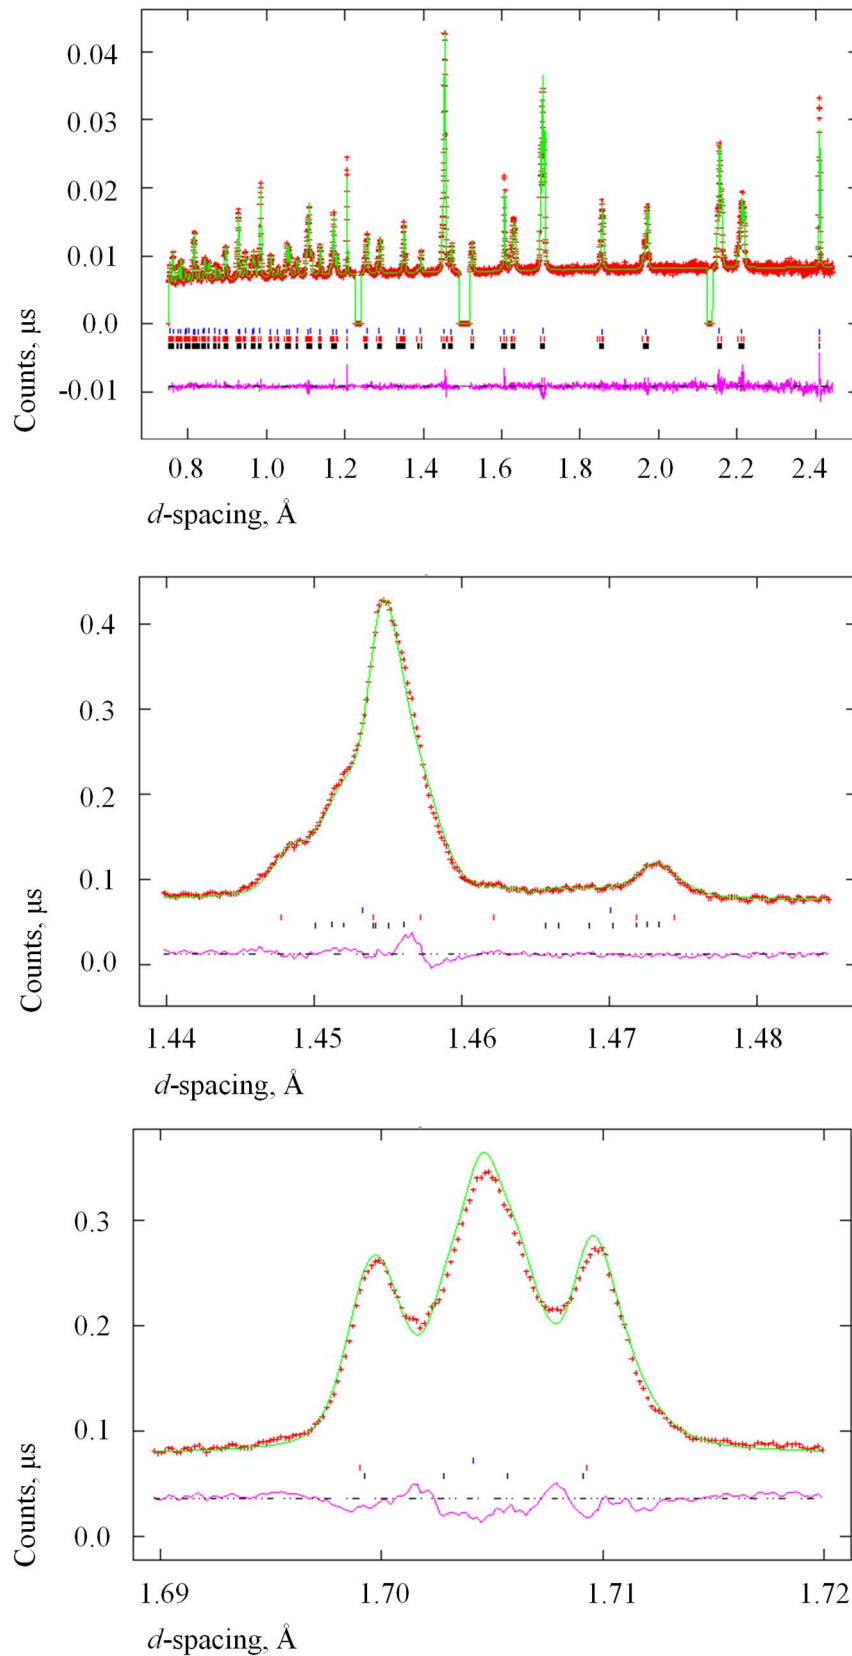 0.04
0.03
0.02
0.01
0.0
-0.01
Counts, µs
0.8 1.0 1.2 1.4 1.6 1.8 2.0 2.2 2.4
d-spacing, Å
0.4
0.3
0.2
0.1
0.0
Counts, µs
1.44 1.45 1.46 1.47 1.48
d-spacing, Å
0.3
0.2
0.1
0.0
Counts, µs
1.69 1.70 1.71 1.72
d-spacing, Å